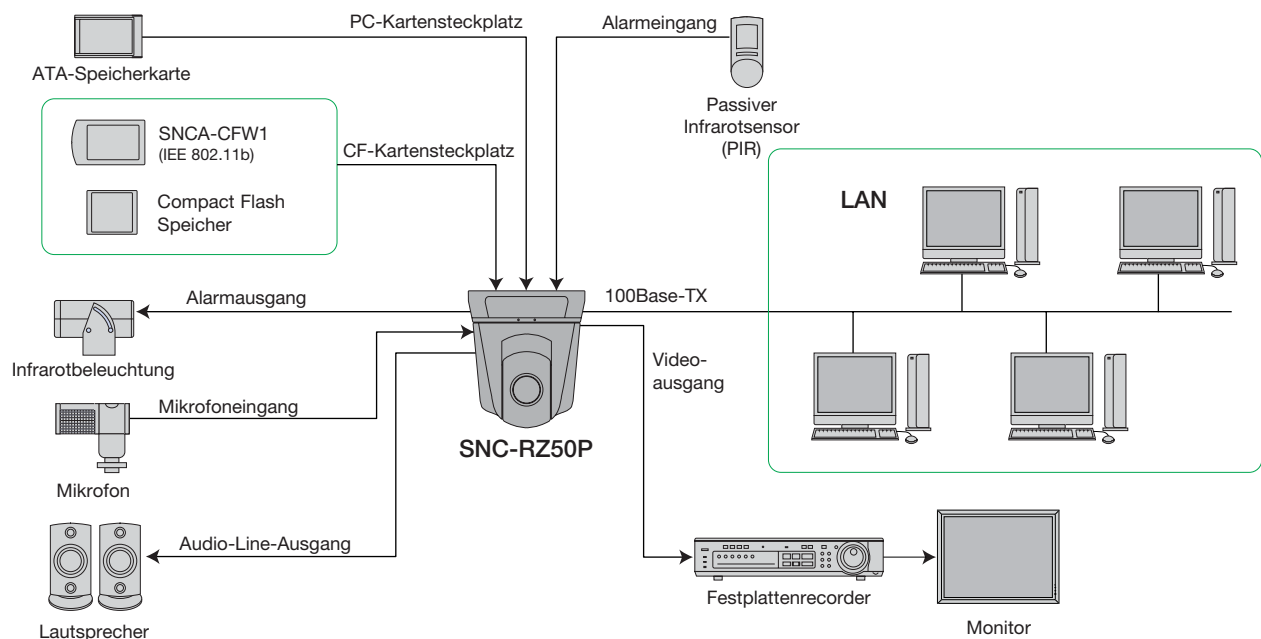 PC-Kartensteckplatz
Alarmeingang
ATA-Speicherkarte
Passiver
Infrarotsensor
(PIR)
SNCA-CFW1
(IEE 802.11b)
CF-Kartensteckplatz
Compact Flash
Speicher
LAN
Alarmausgang
100Base-TX
Infrarotbeleuchtung
Video-
ausgang
Mikrofoneingang
SNC-RZ50P
Mikrofon
Audio-Line-Ausgang
Festplattenrecorder
Lautsprecher
Monitor